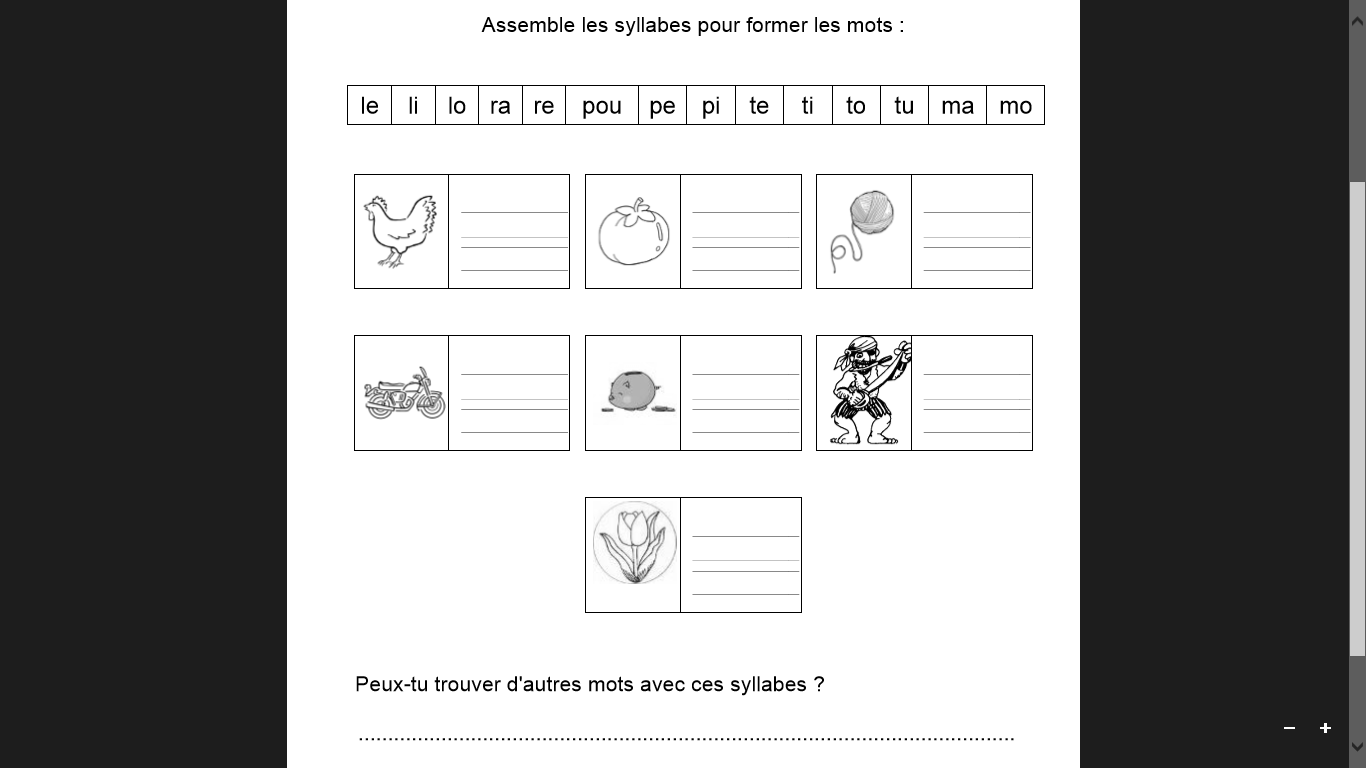 Assemble les syllabes pour former les mots :
le li lo ra re pou pe pi te ti to tu ma mo
Peux-tu trouver d'autres mots avec ces syllabes ?